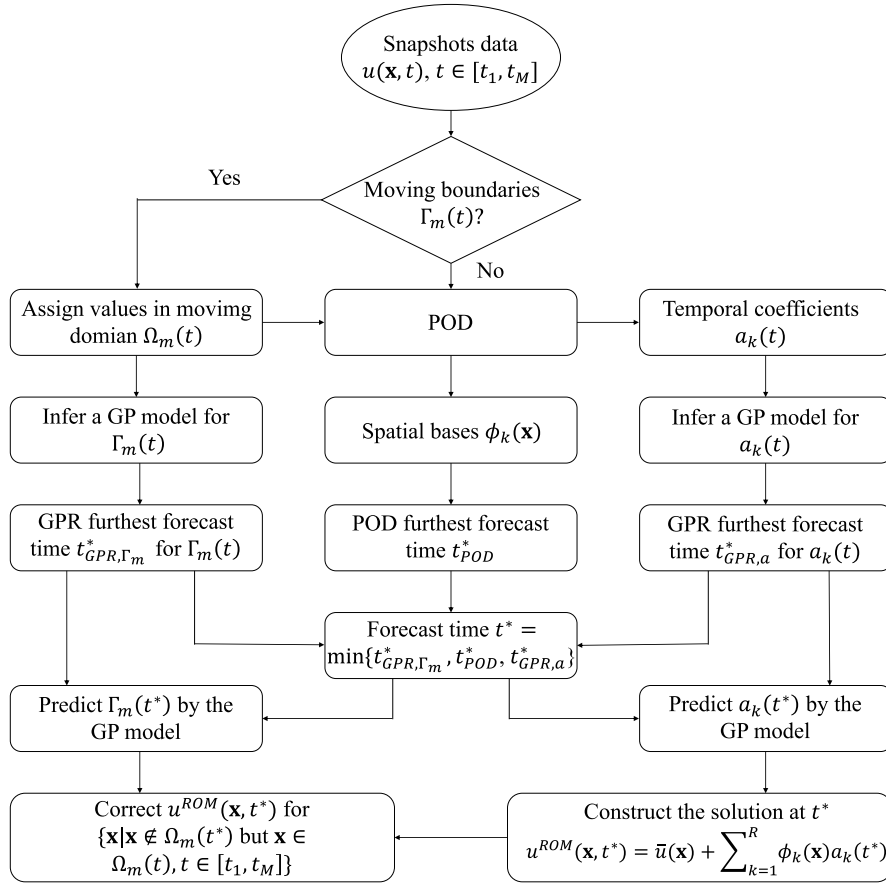 Snapshots data
u(𝐱, t), t ∈ [t₁, t_M]
Moving boundaries
Γ_m(t)?
Yes
No
Assign values in movimg
domian Ω_m(t)
POD
Temporal coefficients
a_k(t)
Infer a GP model for
Γ_m(t)
Spatial bases ϕ_k(𝐱)
Infer a GP model for
a_k(t)
GPR furthest forecast
time t*_{GPR,Γ_m} for Γ_m(t)
POD furthest forecast
time t*_{POD}
GPR furthest forecast
time t*_{GPR,a} for a_k(t)
Forecast time t* =
min{t*_{GPR,Γ_m}, t*_{POD}, t*_{GPR,a}}
Predict Γ_m(t*) by the
GP model
Predict a_k(t*) by the
GP model
Correct u^{ROM}(𝐱, t*) for
{𝐱|𝐱 ∉ Ω_m(t*) but 𝐱 ∈
Ω_m(t), t ∈ [t₁, t_M]}
Construct the solution at t*
u^{ROM}(𝐱, t*) = ū(𝐱) + ∑_{k=1}^{R} ϕ_k(𝐱)a_k(t*)